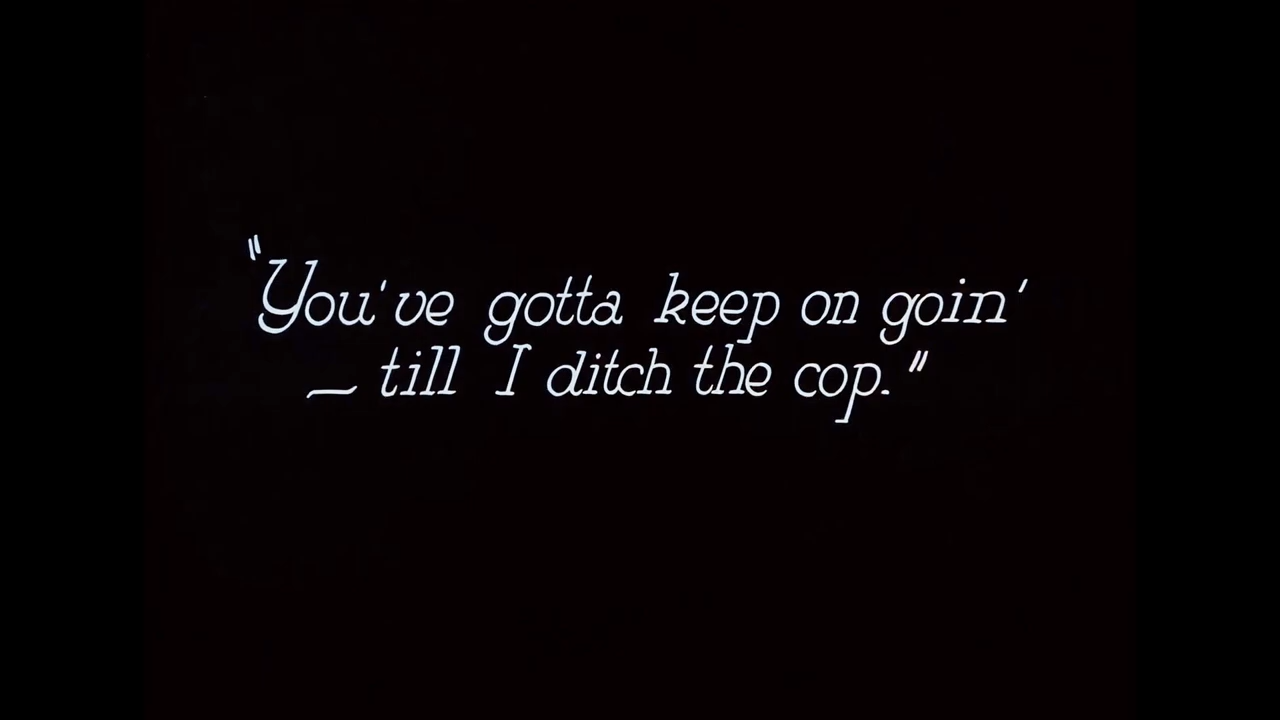 "You've gotta keep on goin'
— till I ditch the cop."